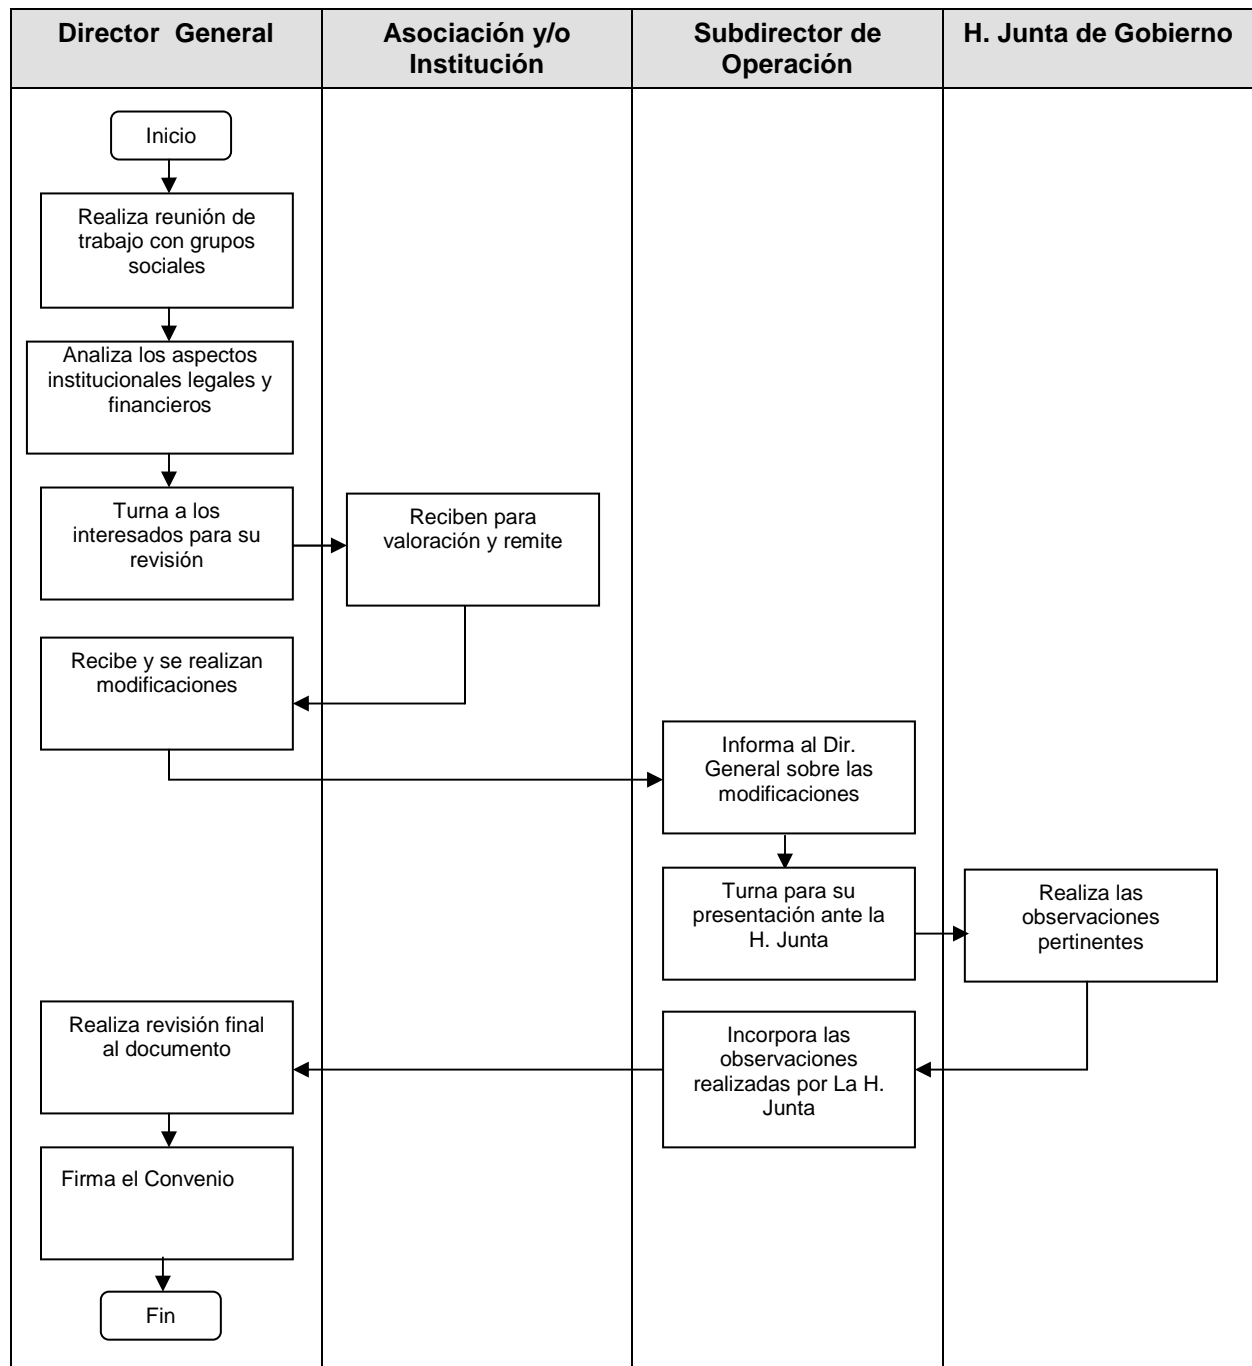 Director General
Asociación y/o
Institución
Subdirector de
Operación
H. Junta de Gobierno
Inicio
Realiza reunión de
trabajo con grupos
sociales
Analiza los aspectos
institucionales legales y
financieros
Turna a los
interesados para su
revisión
Reciben para
valoración y remite
Recibe y se realizan
modificaciones
Informa al Dir.
General sobre las
modificaciones
Turna para su
presentación ante la
H. Junta
Realiza las
observaciones
pertinentes
Incorpora las
observaciones
realizadas por La H.
Junta
Realiza revisión final
al documento
Firma el Convenio
Fin